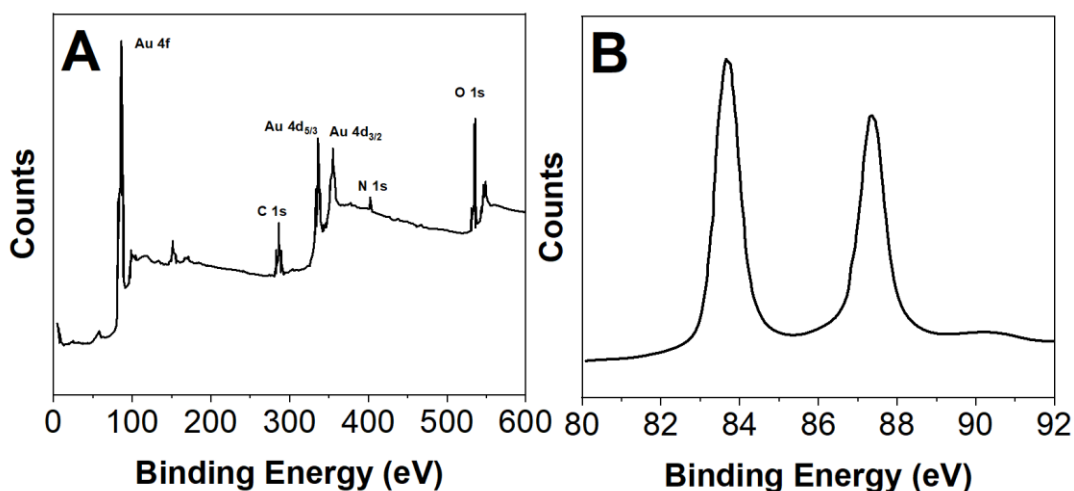 A
Au 4f
C 1s
Au 4d5/3
Au 4d3/2
N 1s
O 1s
Counts
0 100 200 300 400 500 600
Binding Energy (eV)
B
Counts
80 82 84 86 88 90 92
Binding Energy (eV)